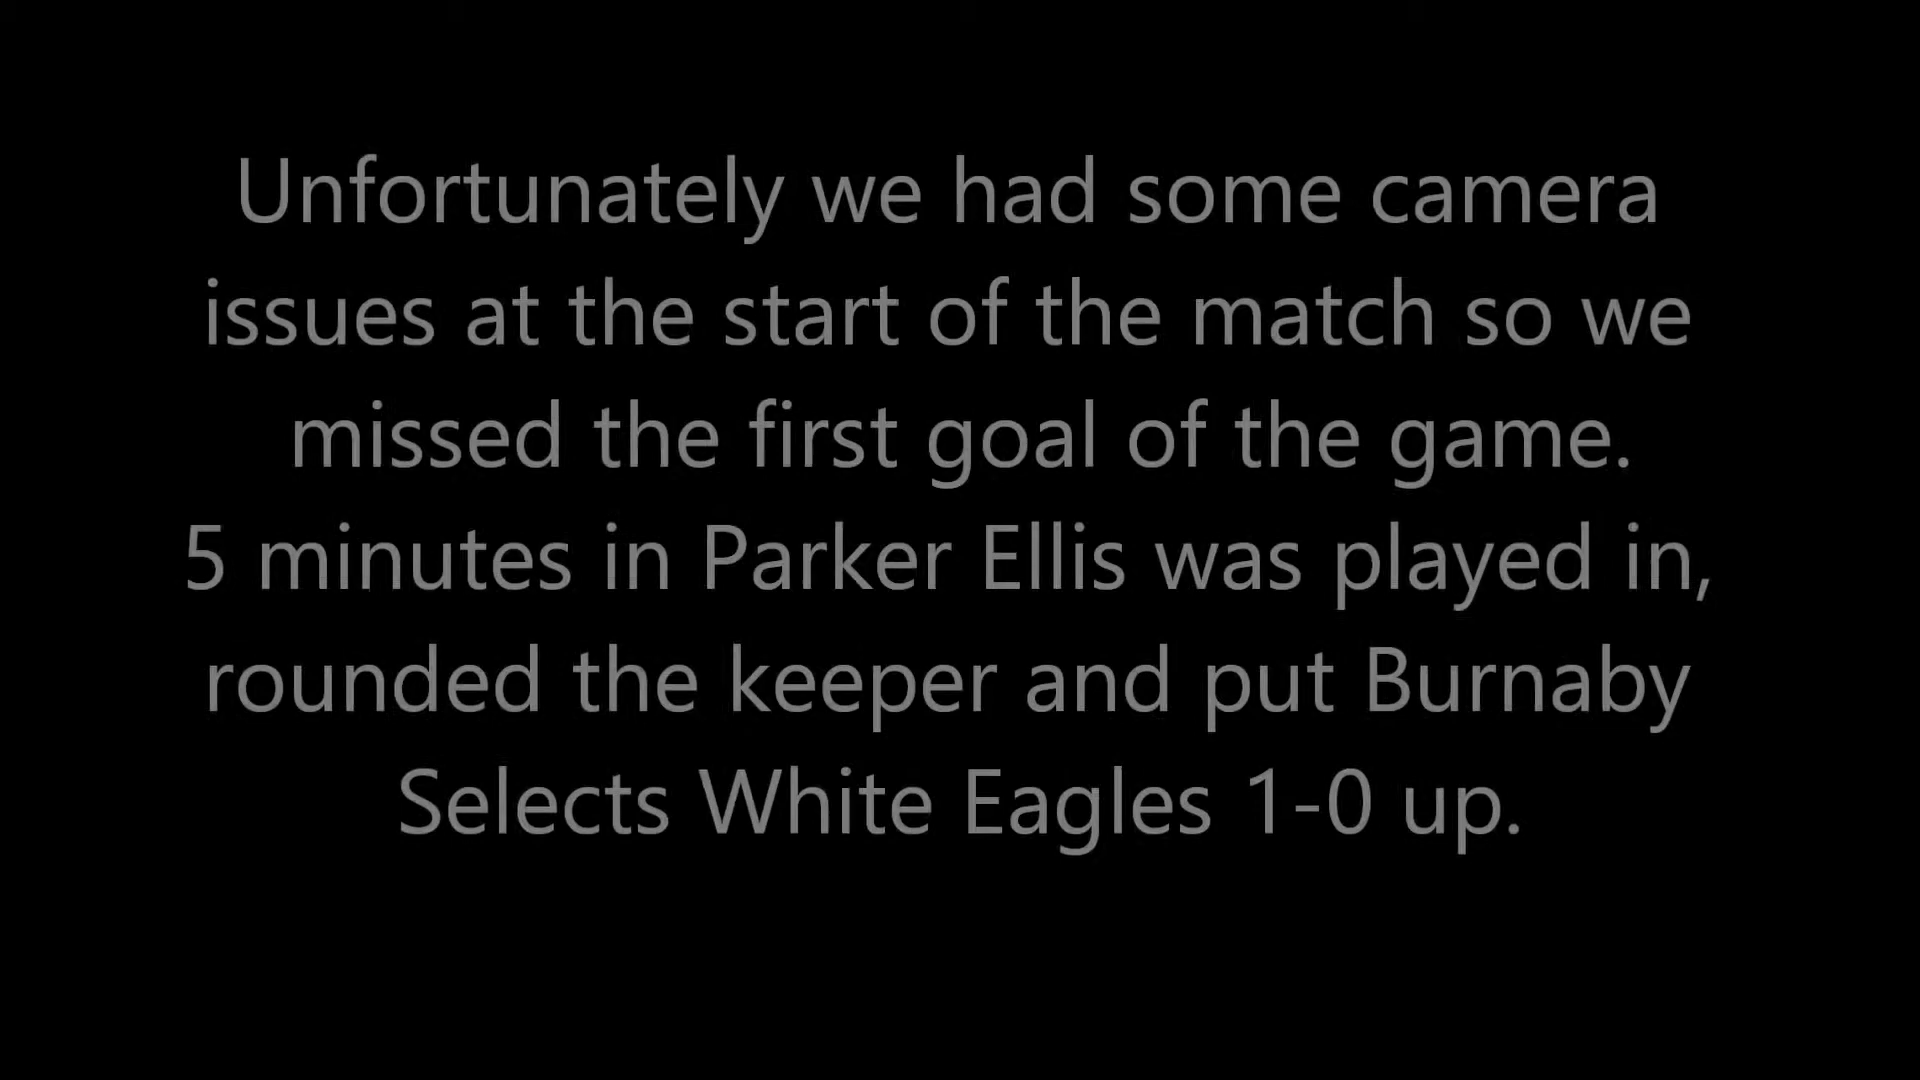 Unfortunately we had some camera
issues at the start of the match so we
missed the first goal of the game.
5 minutes in Parker Ellis was played in,
rounded the keeper and put Burnaby
Selects White Eagles 1-0 up.